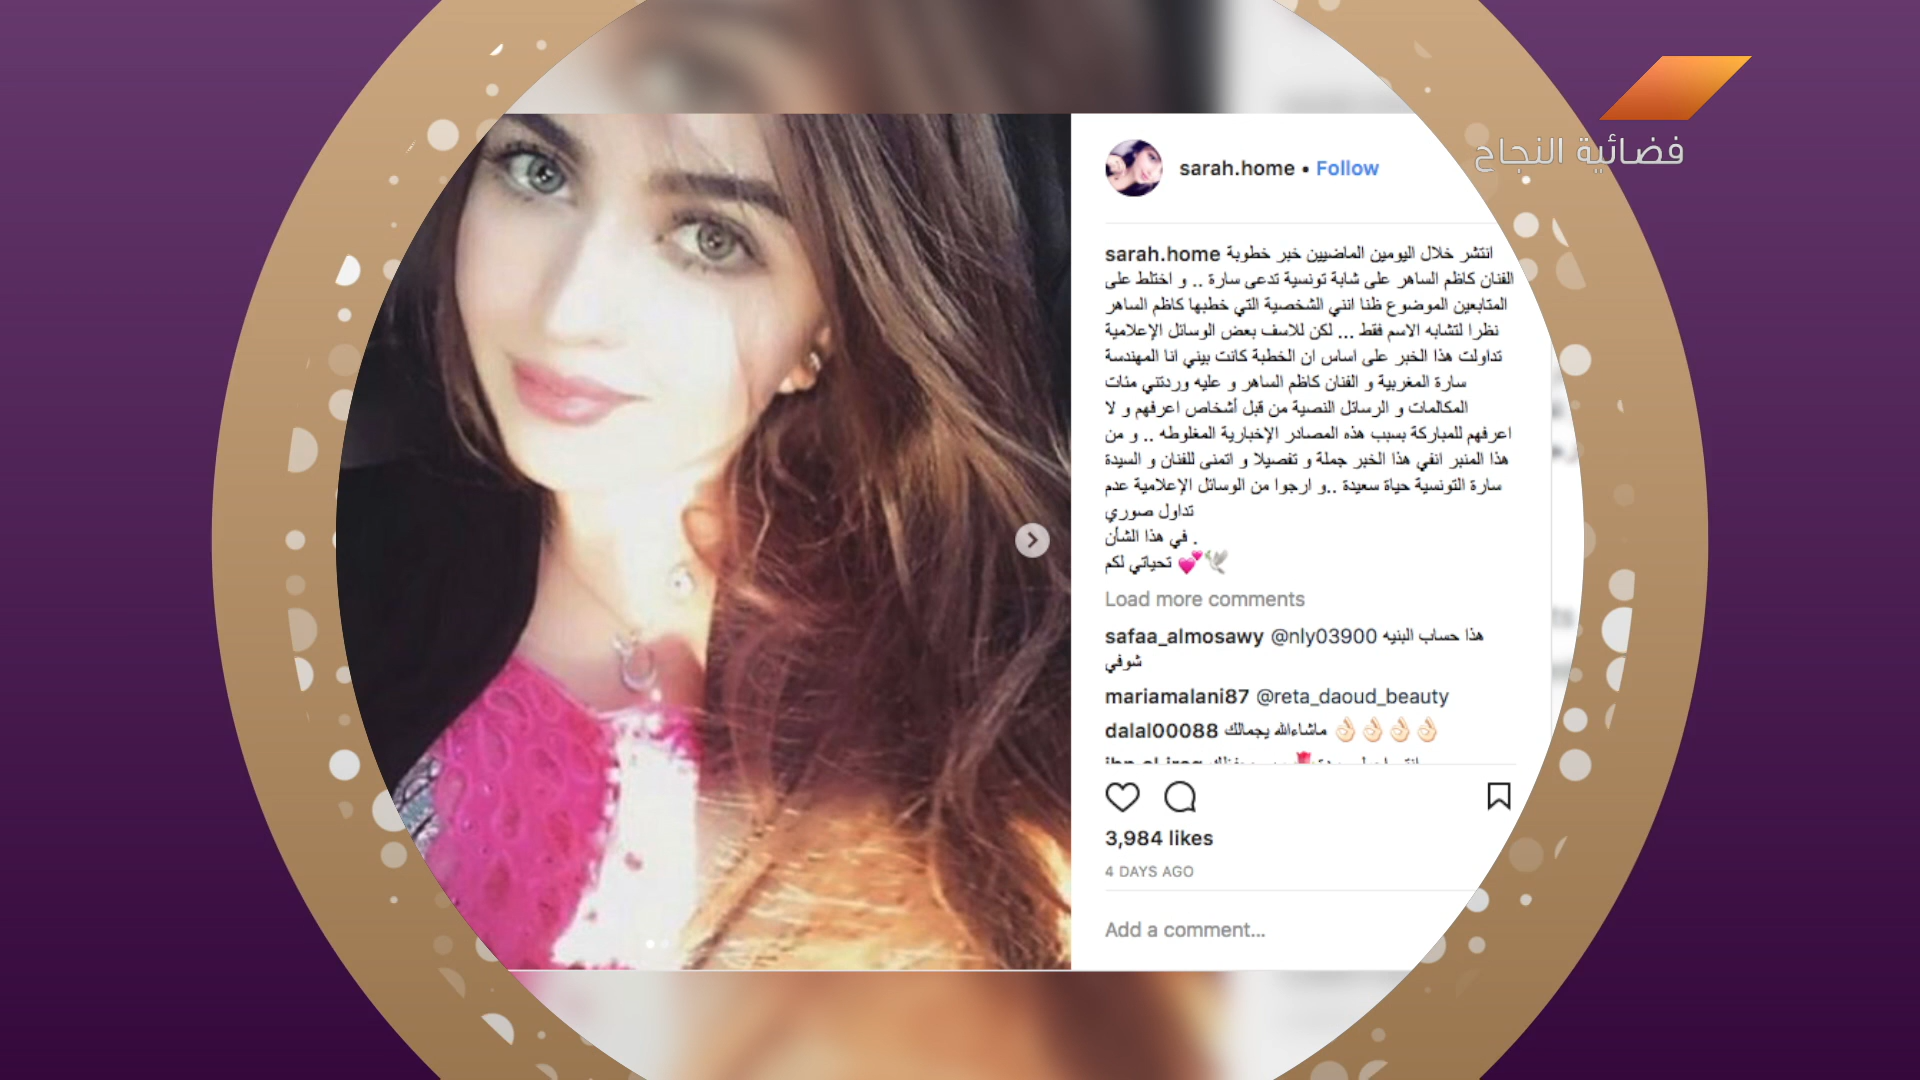 فضائية النجاح
sarah.home • Follow
sarah.home انتشر خلال اليومين الماضيين خبر خطوبة
الفنان كاظم الساهر على شابة تونسية تدعى سارة .. و اختلط على
المتابعين الموضوع ظنا انني الشخصية التي خطبها كاظم الساهر
نظرا لتشابه الاسم فقط ... لكن للاسف بعض الوسائل الإعلامية
تداولت هذا الخبر على اساس ان الخطبة كانت بيني انا المهندسة
سارة المغربية و الفنان كاظم الساهر و عليه وردتني مئات
المكالمات و الرسائل النصية من قبل أشخاص اعرفهم و لا
اعرفهم للمباركة بسبب هذه المصادر الإخبارية المغلوطه .. و من
هذا المنبر انفي هذا الخبر جملة و تفصيلا و اتمنى للفنان و السيدة
سارة التونسية حياة سعيدة ..و ارجوا من الوسائل الإعلامية عدم
تداول صوري
. في هذا الشأن
تحياتي لكم 💕🕊
Load more comments
safaa_almosawy @nly03900 هذا حساب البنيه
شوفي
mariamalani87 @reta_daoud_beauty
dalal00088 ماشاءالله يجمالك 👌🏻👌🏻👌🏻👌🏻
3,984 likes
4 DAYS AGO
Add a comment...